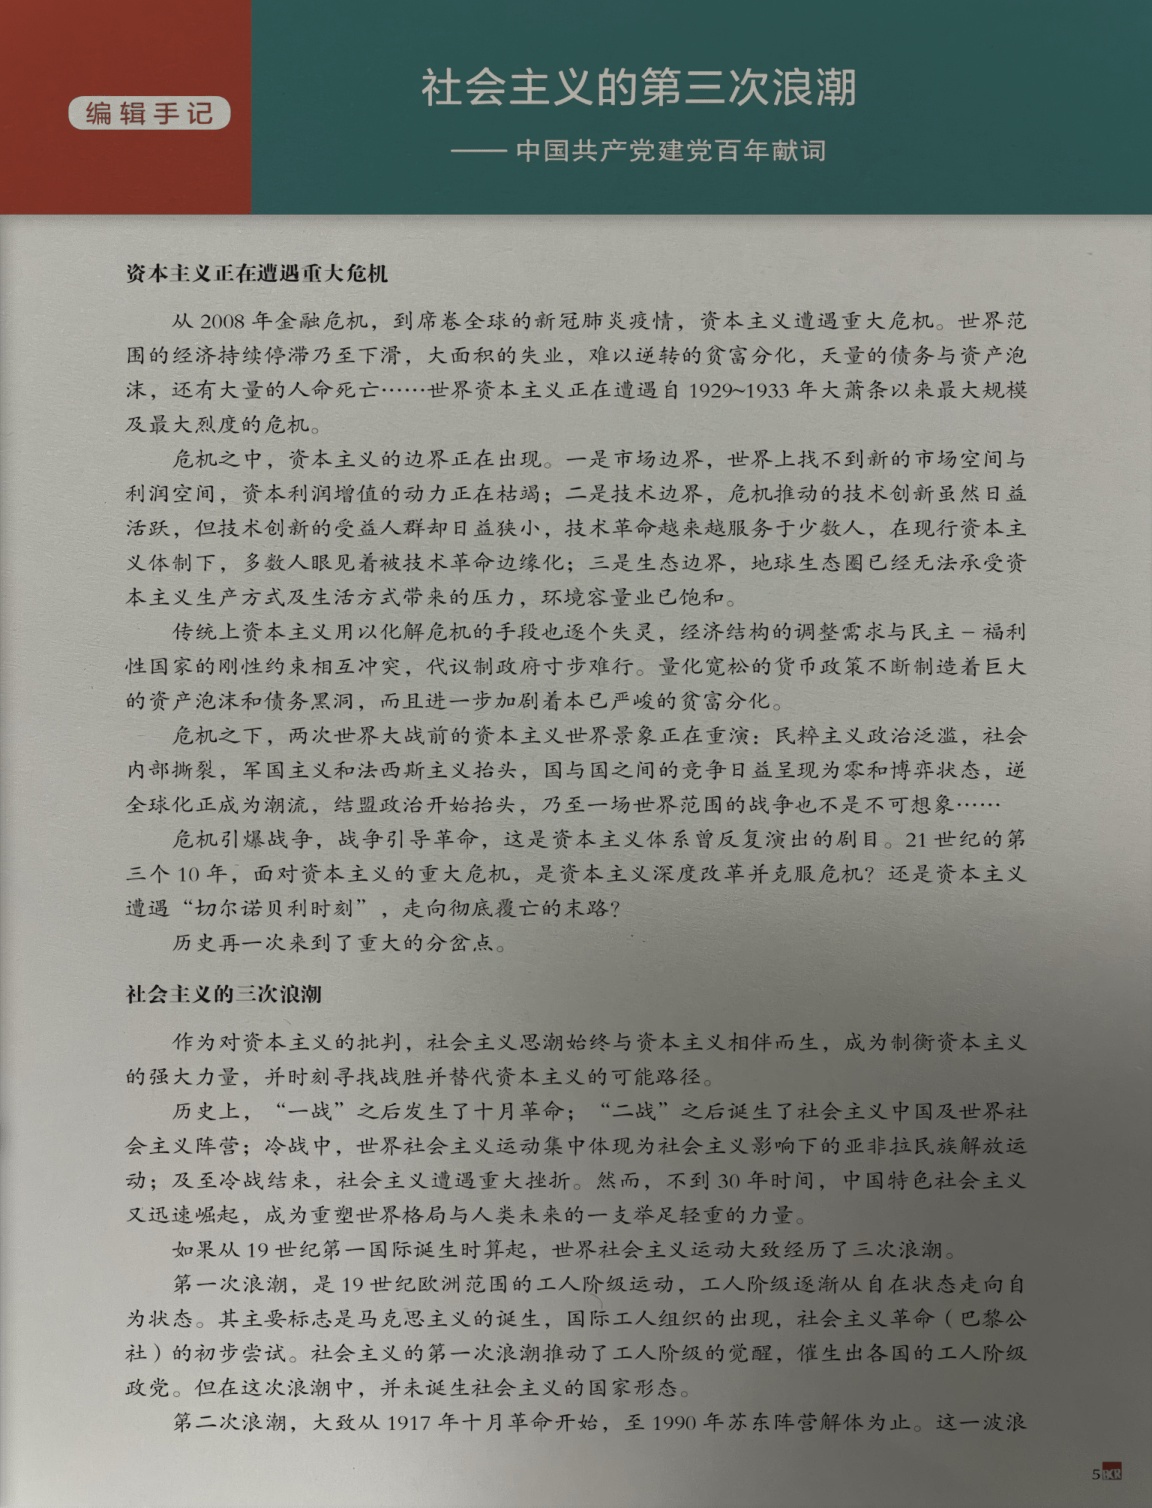 编辑手记
社会主义的第三次浪潮
——中国共产党建党百年献词
资本主义正在遭遇重大危机
从 2008 年金融危机，到席卷全球的新冠肺炎疫情，资本主义遭遇重大危机。世界范
围的经济持续停滞乃至下滑，大面积的失业，难以逆转的贫富分化，天量的债务与资产泡
沫，还有大量的人命死亡……世界资本主义正在遭遇自 1929~1933 年大萧条以来最大规模
及最大烈度的危机。
危机之中，资本主义的边界正在出现。一是市场边界，世界上找不到新的市场空间与
利润空间，资本利润增值的动力正在枯竭；二是技术边界，危机推动的技术创新虽然日益
活跃，但技术创新的受益人群却日益狭小，技术革命越来越服务于少数人，在现行资本主
义体制下，多数人眼见着被技术革命边缘化；三是生态边界，地球生态圈已经无法承受资
本主义生产方式及生活方式带来的压力，环境容量业已饱和。
传统上资本主义用以化解危机的手段也逐个失灵，经济结构的调整需求与民主－福利
性国家的刚性约束相互冲突，代议制政府寸步难行。量化宽松的货币政策不断制造着巨大
的资产泡沫和债务黑洞，而且进一步加剧着本已严峻的贫富分化。
危机之下，两次世界大战前的资本主义世界景象正在重演：民粹主义政治泛滥，社会
内部撕裂，军国主义和法西斯主义抬头，国与国之间的竞争日益呈现为零和博弈状态，逆
全球化正成为潮流，结盟政治开始抬头，乃至一场世界范围的战争也不是不可想象……
危机引爆战争，战争引导革命，这是资本主义体系曾反复演出的剧目。21 世纪的第
三个 10 年，面对资本主义的重大危机，是资本主义深度改革并克服危机？还是资本主义
遭遇“切尔诺贝利时刻”，走向彻底覆亡的末路？
历史再一次来到了重大的分岔点。
社会主义的三次浪潮
作为对资本主义的批判，社会主义思潮始终与资本主义相伴而生，成为制衡资本主义
的强大力量，并时刻寻找战胜并替代资本主义的可能路径。
历史上，“一战”之后发生了十月革命；“二战”之后诞生了社会主义中国及世界社
会主义阵营；冷战中，世界社会主义运动集中体现为社会主义影响下的亚非拉民族解放运
动；及至冷战结束，社会主义遭遇重大挫折。然而，不到 30 年时间，中国特色社会主义
又迅速崛起，成为重塑世界格局与人类未来的一支举足轻重的力量。
如果从 19 世纪第一国际诞生时算起，世界社会主义运动大致经历了三次浪潮。
第一次浪潮，是 19 世纪欧洲范围的工人阶级运动，工人阶级逐渐从自在状态走向自
为状态。其主要标志是马克思主义的诞生，国际工人组织的出现，社会主义革命（巴黎公
社）的初步尝试。社会主义的第一次浪潮推动了工人阶级的觉醒，催生出各国的工人阶级
政党。但在这次浪潮中，并未诞生社会主义的国家形态。
第二次浪潮，大致从 1917 年十月革命开始，至 1990 年苏东阵营解体为止。这一波浪
5 BCR